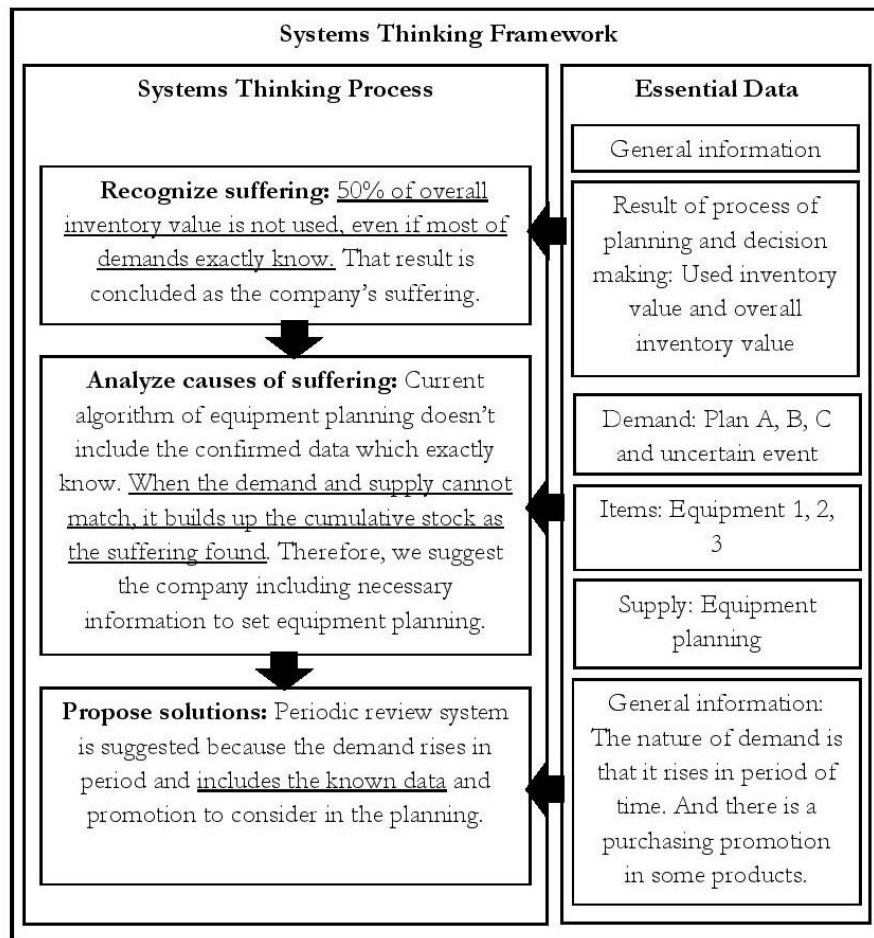 Systems Thinking Framework
Systems Thinking Process
Recognize suffering: 50% of overall
inventory value is not used, even if most of
demands exactly know. That result is
concluded as the company's suffering.
Analyze causes of suffering: Current
algorithm of equipment planning doesn't
include the confirmed data which exactly
know. When the demand and supply cannot
match, it builds up the cumulative stock as
the suffering found. Therefore, we suggest
the company including necessary
information to set equipment planning.
Propose solutions: Periodic review system
is suggested because the demand rises in
period and includes the known data and
promotion to consider in the planning.
Essential Data
General information
Result of process of
planning and decision
making: Used inventory
value and overall
inventory value
Demand: Plan A, B, C
and uncertain event
Items: Equipment 1, 2,
3
Supply: Equipment
planning
General information:
The nature of demand is
that it rises in period of
time. And there is a
purchasing promotion
in some products.